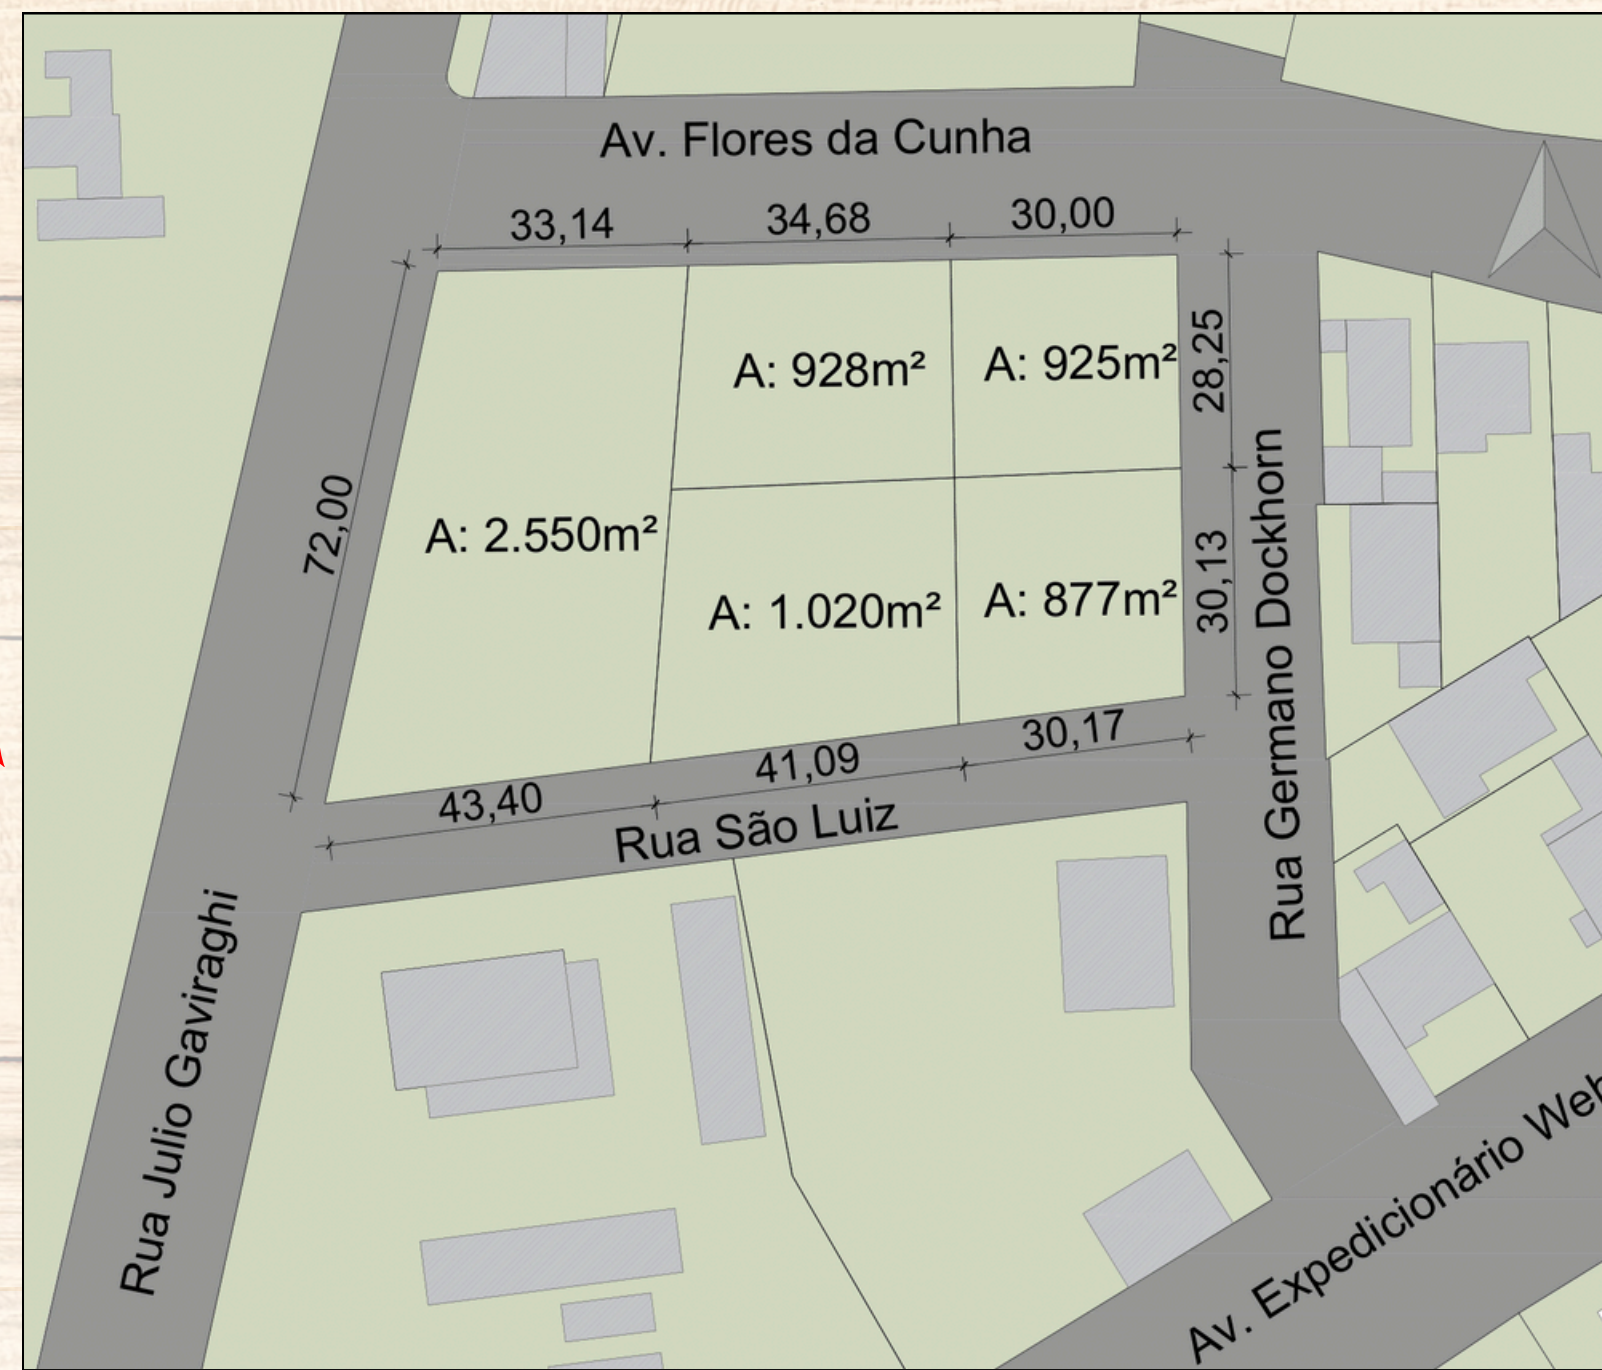 Av. Flores da Cunha
33,14
34,68
30,00
28,25
A: 928m²
A: 925m²
72,00
A: 2.550m²
A: 1.020m²
A: 877m²
30,13
Rua Germano Dockhorn
43,40
41,09
30,17
Rua São Luiz
Rua Julio Gaviraghi
Av. Expedicionário